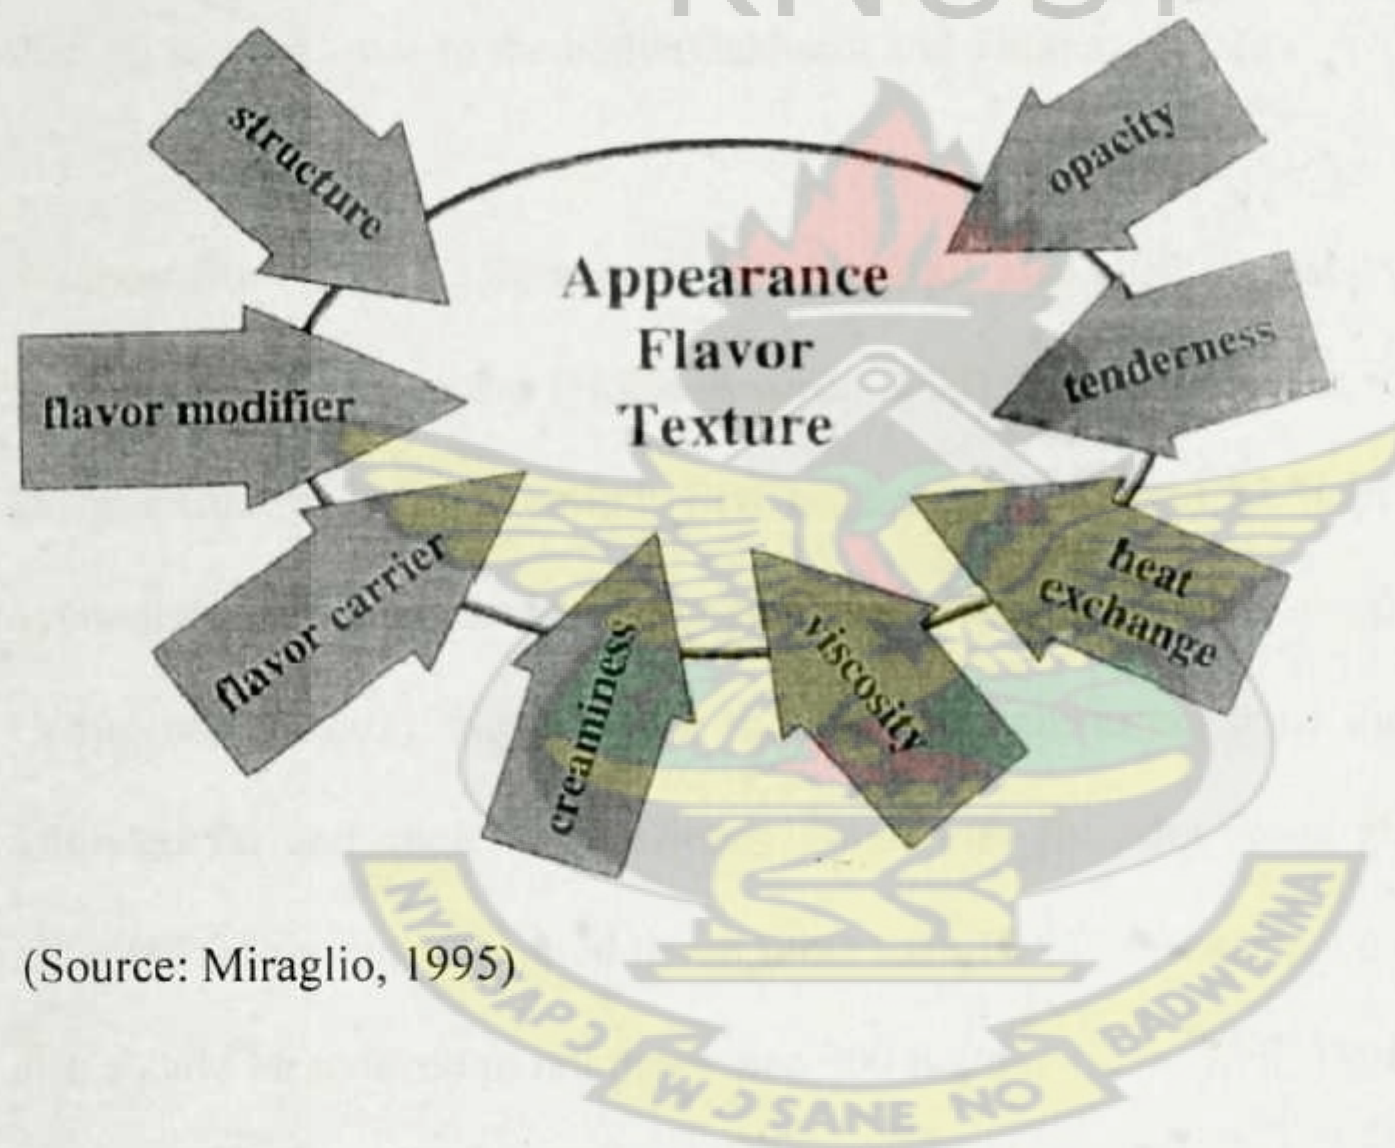 KNUST
structure
opacity
Appearance
Flavor
Texture
tenderness
flavor modifier
flavor carrier
heat
exchange
creaminess
viscosity
(Source: Miraglio, 1995)
BADWENMA
W Ɔ SANE NO